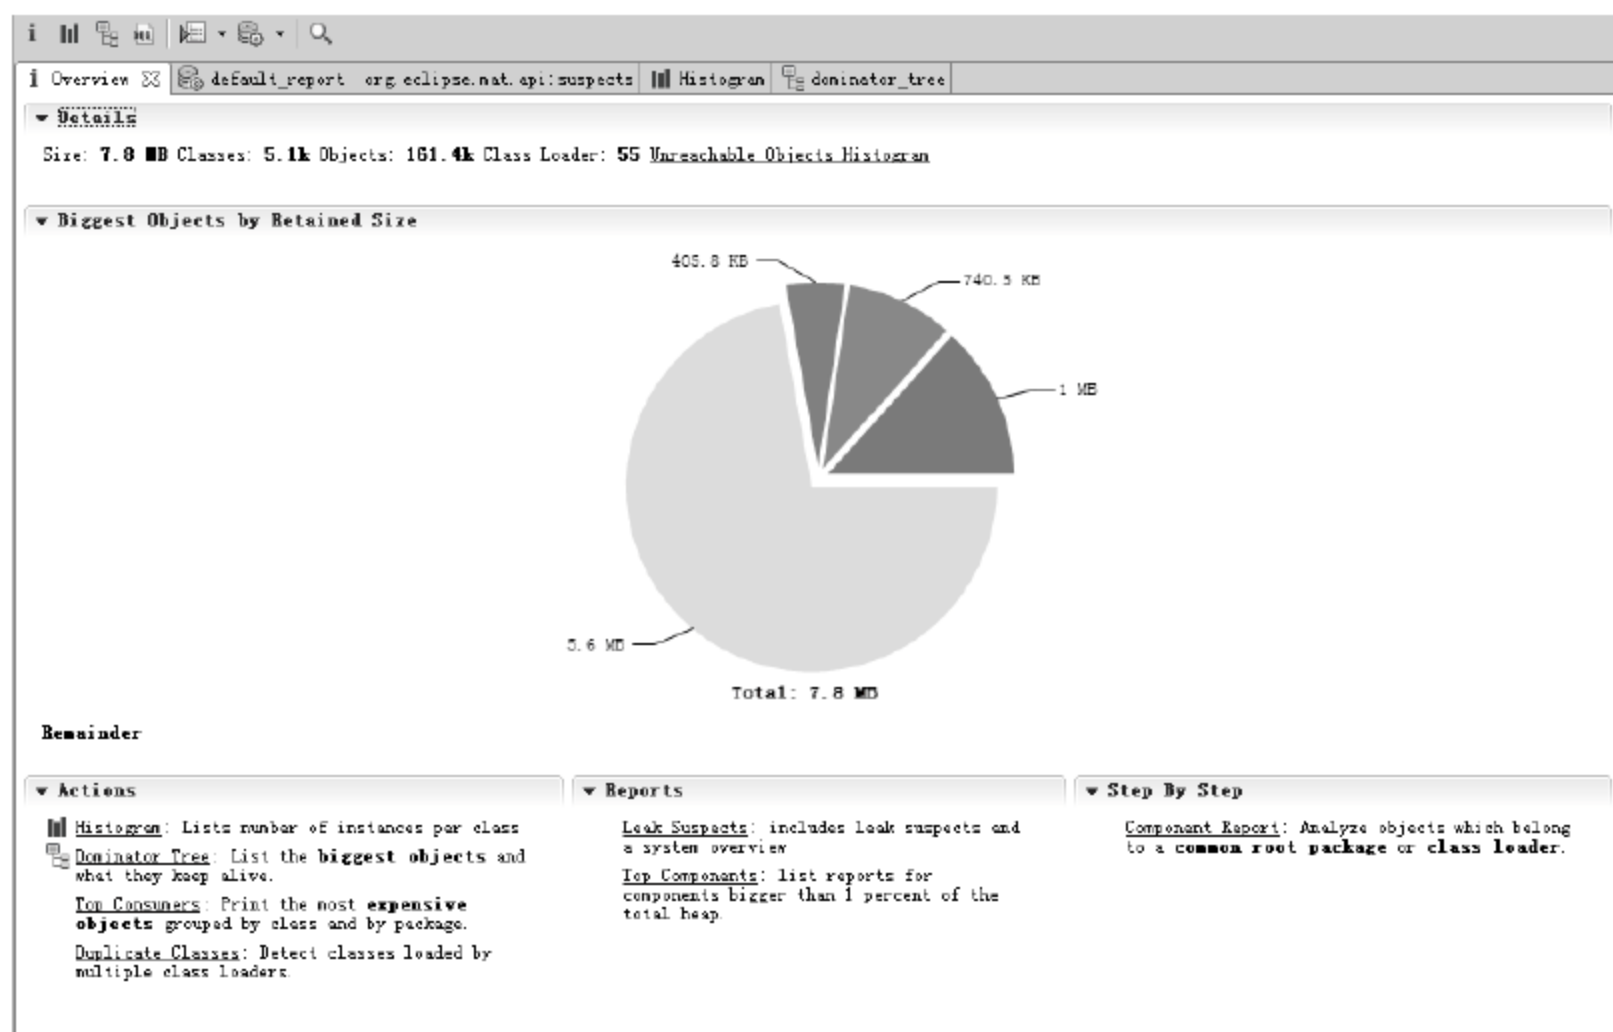 Overview
default_report org.eclipse.mat.api:suspects
Histogram
dominator_tree
Details
Size: 7.8 MB Classes: 5.1k Objects: 161.4k Class Loader: 55 Unreachable Objects Histogram
Biggest Objects by Retained Size
405.8 KB
740.5 KB
1 MB
5.6 MB
Total: 7.8 MB
Remainder
Actions
Histogram: Lists number of instances per class
Dominator Tree: List the biggest objects and
what they keep alive.
Top Consumers: Print the most expensive
objects grouped by class and by package.
Duplicate Classes: Detect classes loaded by
multiple class loaders.
Reports
Leak Suspects: includes leak suspects and
a system overview
Top Components: list reports for
components bigger than 1 percent of the
total heap.
Step By Step
Component Report: Analyze objects which belong
to a common root package or class loader.